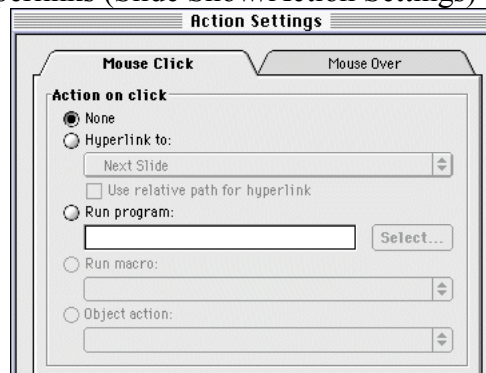 (Slide Show/Action Settings)
Action Settings
Mouse Click Mouse Over
Action on click
None
Hyperlink to:
Next Slide
Use relative path for hyperlink
Run program:
Select...
Run macro:
Object action: